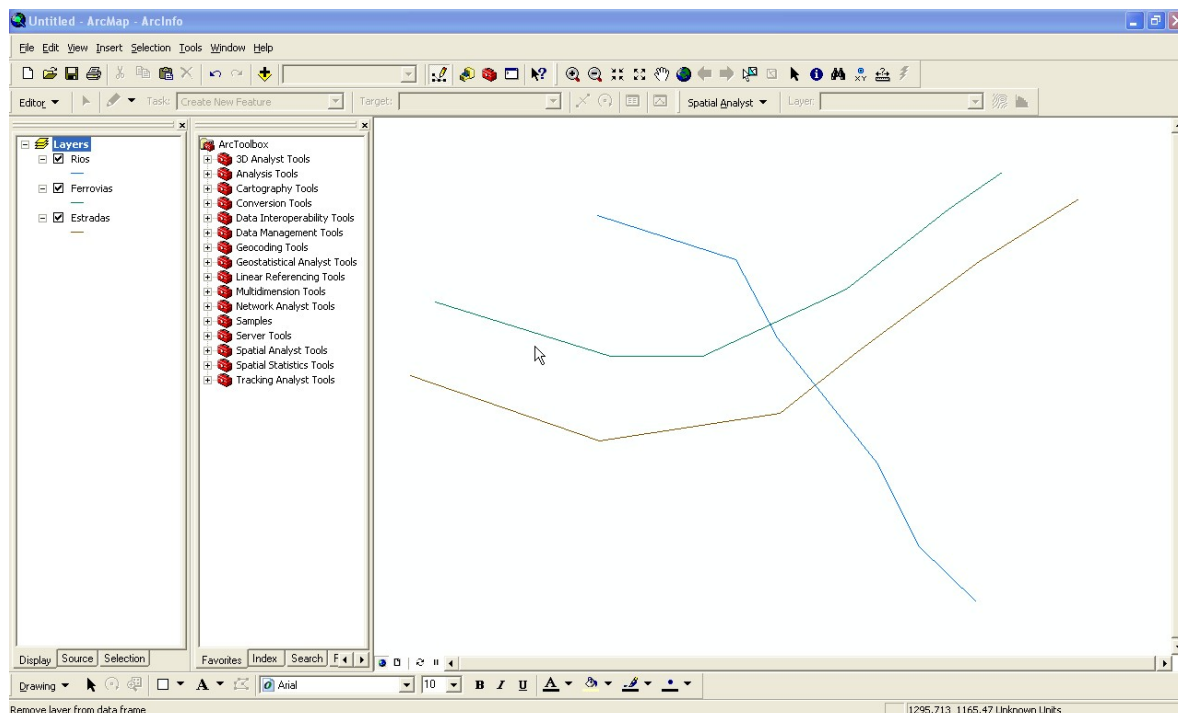 Untitled - ArcMap - ArcInfo
File Edit View Insert Selection Tools Window Help
Editor Task: Create New Feature Target: Spatial Analyst Layer:
Layers
Rios
Ferrovias
Estradas
ArcToolbox
3D Analyst Tools
Analysis Tools
Cartography Tools
Conversion Tools
Data Interoperability Tools
Data Management Tools
Geocoding Tools
Geostatistical Analyst Tools
Linear Referencing Tools
Multidimension Tools
Network Analyst Tools
Samples
Server Tools
Spatial Analyst Tools
Spatial Statistics Tools
Tracking Analyst Tools
Display Source Selection
Favorites Index Search
Drawing A Arial 10 B I U A
Remove layer from data frame
1295,713 1165,47 Unknown Units